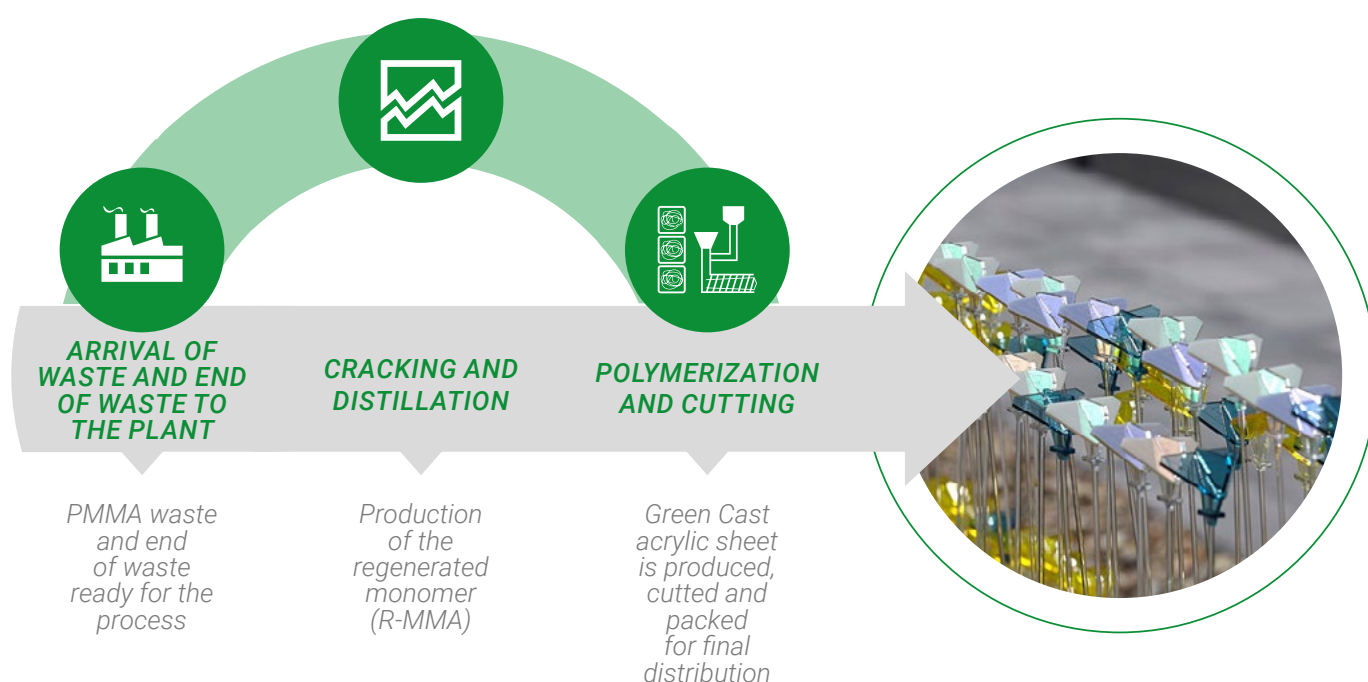 ARRIVAL OF
WASTE AND END
OF WASTE TO
THE PLANT
CRACKING AND
DISTILLATION
POLYMERIZATION
AND CUTTING
PMMA waste
and end
of waste
ready for the
process
Production
of the
regenerated
monomer
(R-MMA)
Green Cast
acrylic sheet
is produced,
cutted and
packed
for final
distribution